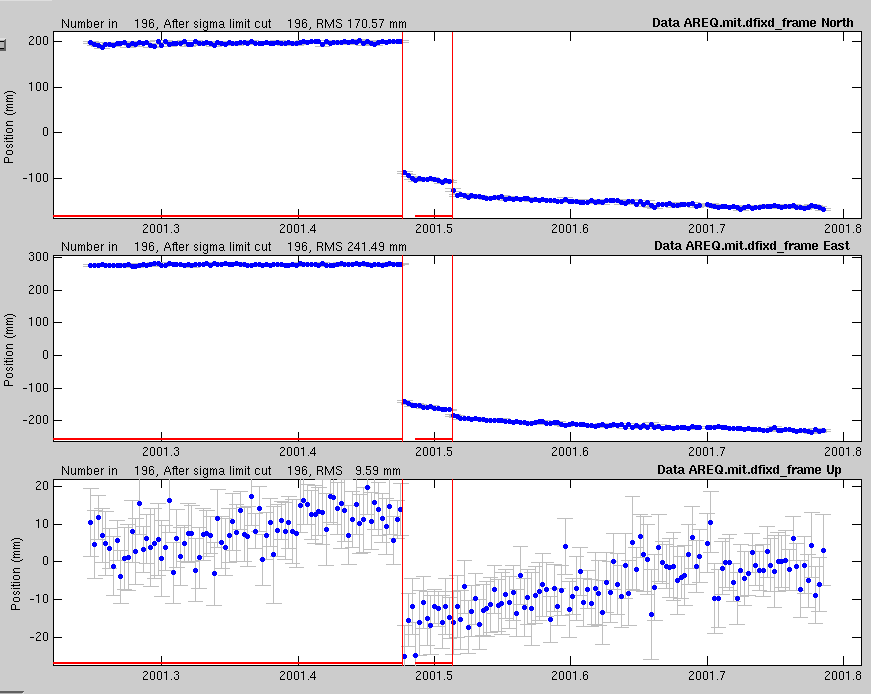 Number in 196, After sigma limit cut 196, RMS 170.57 mm Data AREQ.mit.dfixd_frame North
200
100
0
-100
Position (mm)
2001.3 2001.4 2001.5 2001.6 2001.7 2001.8
Number in 196, After sigma limit cut 196, RMS 241.49 mm Data AREQ.mit.dfixd_frame East
300
200
100
0
-100
-200
Position (mm)
2001.3 2001.4 2001.5 2001.6 2001.7 2001.8
Number in 196, After sigma limit cut 196, RMS 9.59 mm Data AREQ.mit.dfixd_frame Up
20
10
0
-10
-20
Position (mm)
2001.3 2001.4 2001.5 2001.6 2001.7 2001.8